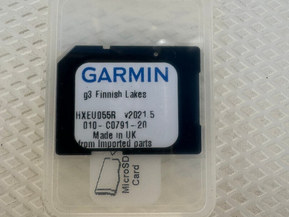 GARMIN
g3 Finnish Lakes
HXEU055R v2021.5
010-C0791-20
Made in UK
from Imported parts
MicroSD
Card